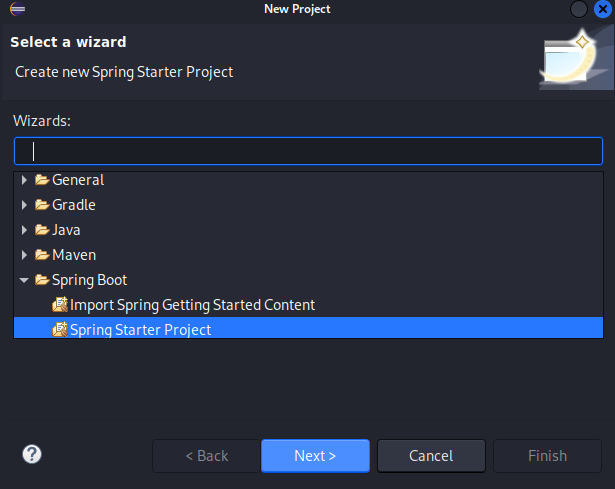 New Project
Select a wizard
Create new Spring Starter Project
Wizards:
General
Gradle
Java
Maven
Spring Boot
Import Spring Getting Started Content
Spring Starter Project
? < Back Next > Cancel Finish